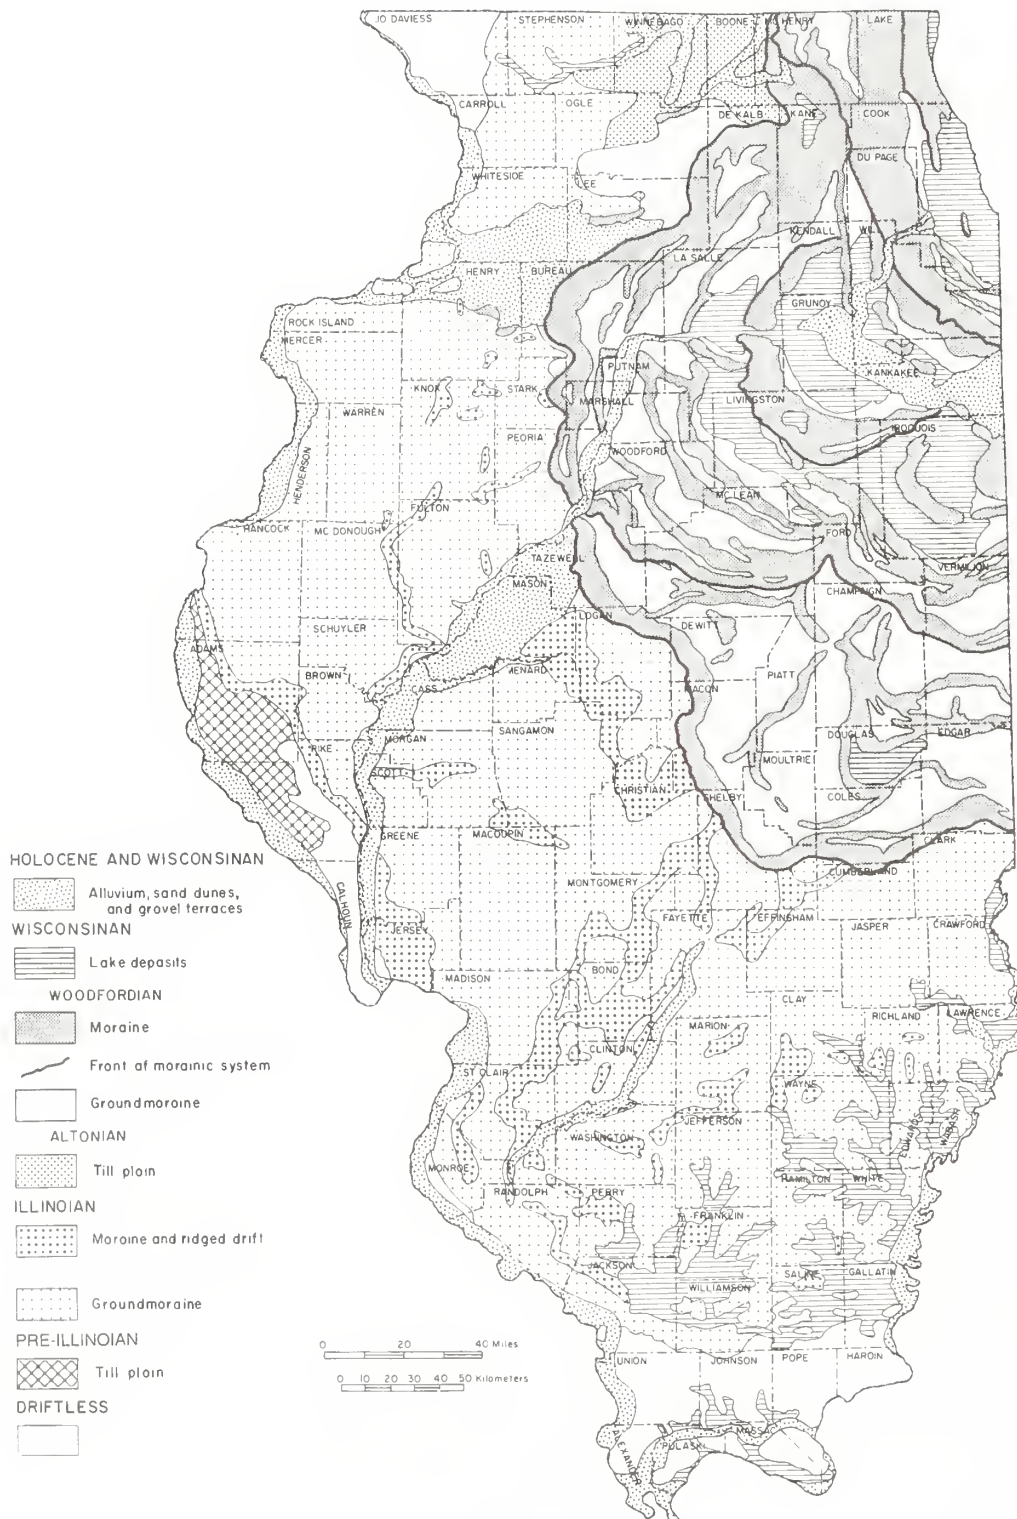 JO DAVIESS
STEPHENSON
WINNEBAGO
BOONE
MC HENRY
LAKE
CARROLL
OGLE
DE KALB
KANE
COOK
DU PAGE
WHITESIDE
LEE
KENDALL
WILL
HENRY
BUREAU
LA SALLE
GRUNDY
ROCK ISLAND
MERCER
PUTNAM
KANKAKEE
KNOX
STARK
MARSHALL
LIVINGSTON
WARREN
PEORIA
IROQUOIS
HENDERSON
WOODFORD
FULTON
MC LEAN
HANCOCK
MC DONOUGH
FORD
TAZEWELL
VERMILION
MASON
CHAMPAIGN
LOGAN
SCHUYLER
DEWITT
ADAMS
BROWN
CASS
MENARD
MACON
PIATT
MORGAN
SANGAMON
DOUGLAS
EDGAR
PIKE
SCOTT
MOULTRIE
CHRISTIAN
SHELBY
COLES
GREENE
MACOUPIN
CLARK
CUMBERLAND
MONTGOMERY
CALHOUN
FAYETTE
EFFINGHAM
JASPER
CRAWFORD
JERSEY
BOND
MADISON
CLAY
RICHLAND
LAWRENCE
MARION
CLINTON
ST CLAIR
WAYNE
EDWARDS
WABASH
JEFFERSON
WASHINGTON
MONROE
RANDOLPH
PERRY
HAMILTON
WHITE
FRANKLIN
JACKSON
SALINE
GALLATIN
WILLIAMSON
UNION
JOHNSON
POPE
HARDIN
MASSAC
PULASKI
ALEXANDER
HOLOCENE AND WISCONSINAN
Alluvium, sand dunes,
and gravel terraces
WISCONSINAN
Lake deposits
WOODFORDIAN
Moraine
Front of morainic system
Groundmoraine
ALTONIAN
Till plain
ILLINOIAN
Moraine and ridged drift
Groundmoraine
PRE-ILLINOIAN
Till plain
DRIFTLESS
0 20 40 Miles
0 10 20 30 40 50 Kilometers